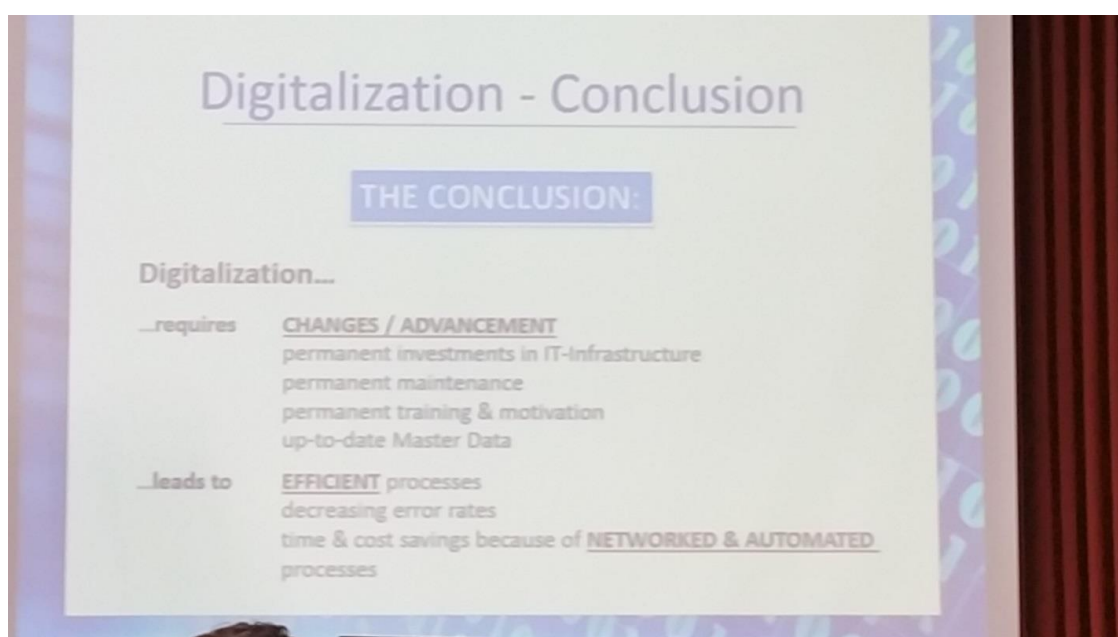 Digitalization - Conclusion
THE CONCLUSION:
Digitalization...
...requires CHANGES / ADVANCEMENT
permanent investments in IT-Infrastructure
permanent maintenance
permanent training & motivation
up-to-date Master Data
...leads to EFFICIENT processes
decreasing error rates
time & cost savings because of NETWORKED & AUTOMATED
processes